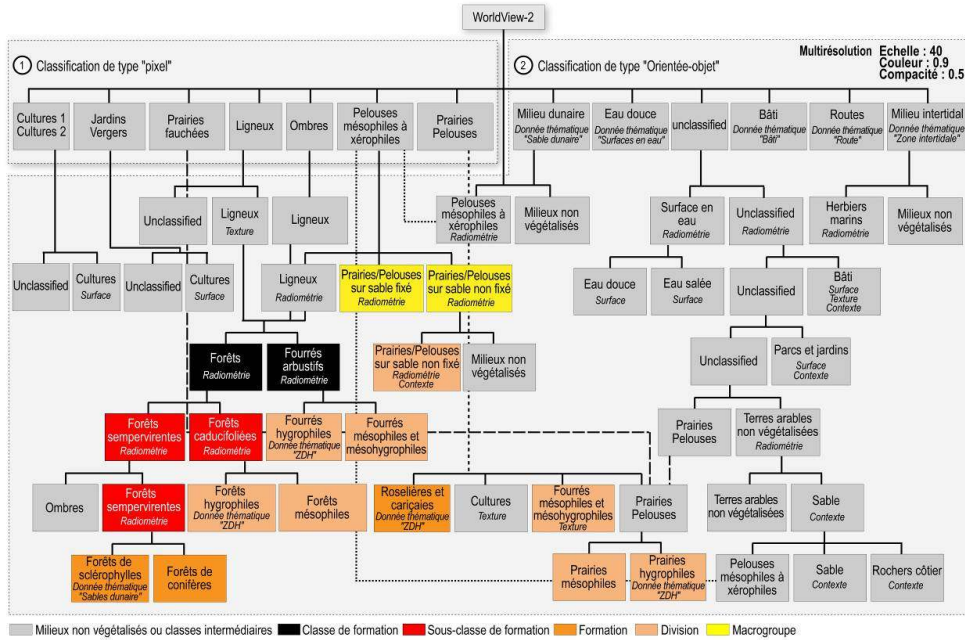 WorldView-2
1 Classification de type "pixel"
2 Classification de type "Orientée-objet"
Multirésolution Echelle : 40
Couleur : 0.9
Compacité : 0.5
Cultures 1
Cultures 2
Jardins
Vergers
Prairies
fauchées
Ligneux
Ombres
Pelouses
mésophiles à
xérophiles
Prairies
Pelouses
Milieu dunaire
Donnée thématique
"Sable dunaire"
Eau douce
Donnée thématique
"Surfaces en eau"
unclassified
Bâti
Donnée thématique
"Bâti"
Routes
Donnée thématique
"Route"
Milieu intertidal
Donnée thématique
"Zone intertidale"
Unclassified
Ligneux
Texture
Ligneux
Pelouses
mésophiles à
xérophiles
Radiométrie
Milieux non
végétalisés
Surface en
eau
Radiométrie
Unclassified
Radiométrie
Herbiers
marins
Radiométrie
Milieux non
végétalisés
Unclassified
Cultures
Surface
Unclassified
Cultures
Surface
Ligneux
Radiométrie
Prairies/Pelouses
sur sable fixé
Radiométrie
Prairies/Pelouses
sur sable non fixé
Radiométrie
Eau douce
Surface
Eau salée
Surface
Unclassified
Bâti
Surface
Texture
Contexte
Forêts
Radiométrie
Fourrés
arbustifs
Radiométrie
Prairies/Pelouses
sur sable non fixé
Radiométrie
Contexte
Milieux non
végétalisés
Unclassified
Parcs et jardins
Surface
Contexte
Forêts
sempervirentes
Radiométrie
Forêts
caducifoliées
Radiométrie
Fourrés
hygrophiles
Donnée thématique
"ZDH"
Fourrés
mésophiles et
mésohygrophiles
Prairies
Pelouses
Terres arables
non végétalisées
Radiométrie
Ombres
Forêts
sempervirentes
Radiométrie
Forêts
hygrophiles
Donnée thématique
"ZDH"
Forêts
mésophiles
Roselières et
cariçaies
Donnée thématique
"ZDH"
Cultures
Texture
Fourrés
mésophiles et
mésohygrophiles
Texture
Prairies
Pelouses
Terres arables
non végétalisées
Sable
Contexte
Forêts de
sclérophylles
Donnée thématique
"Sables dunaire"
Forêts de
conifères
Prairies
mésophiles
Prairies
hygrophiles
Donnée thématique
"ZDH"
Pelouses
mésophiles à
xérophiles
Sable
Contexte
Rochers côtier
Contexte
Milieux non végétalisés ou classes intermédiaires
Classe de formation
Sous-classe de formation
Formation
Division
Macrogroupe